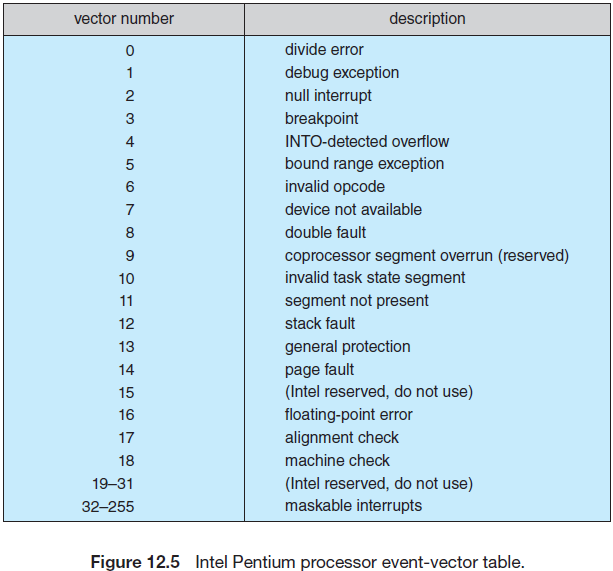 vector number description
0 divide error
1 debug exception
2 null interrupt
3 breakpoint
4 INTO-detected overflow
5 bound range exception
6 invalid opcode
7 device not available
8 double fault
9 coprocessor segment overrun (reserved)
10 invalid task state segment
11 segment not present
12 stack fault
13 general protection
14 page fault
15 (Intel reserved, do not use)
16 floating-point error
17 alignment check
18 machine check
19–31 (Intel reserved, do not use)
32–255 maskable interrupts
Figure 12.5 Intel Pentium processor event-vector table.